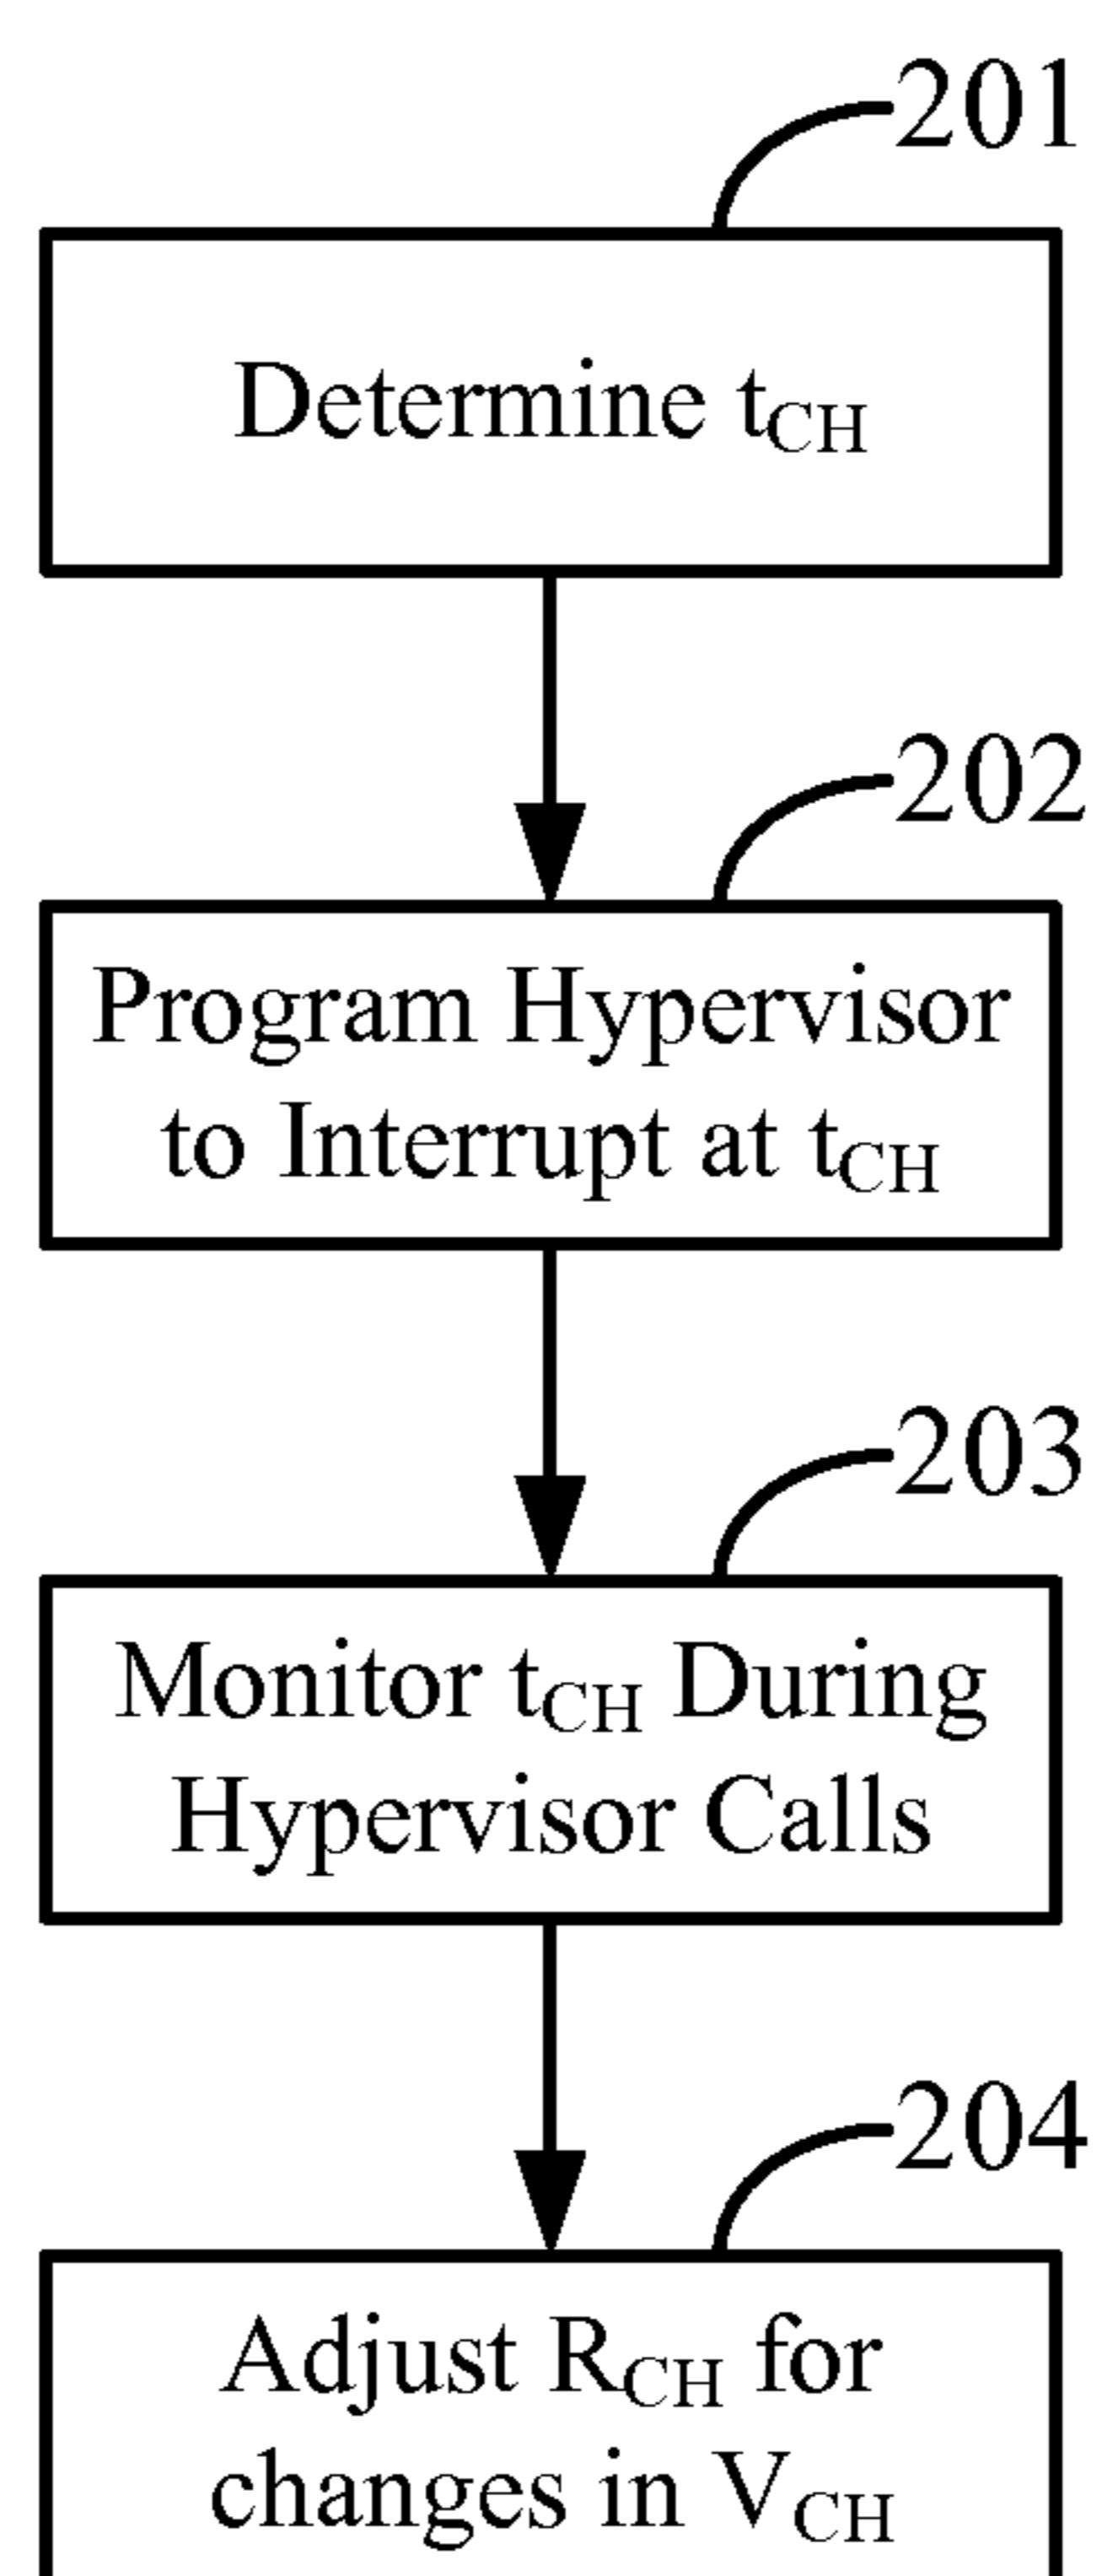 201
Determine tCH
202
Program Hypervisor
to Interrupt at tCH
203
Monitor tCH During
Hypervisor Calls
204
Adjust RCH for
changes in VCH